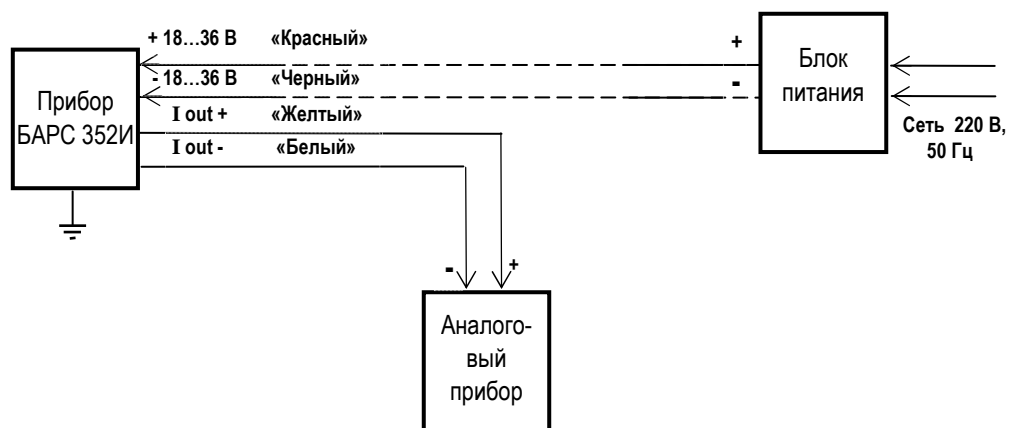 + 18...36 В «Красный»
- 18...36 В «Черный»
I out + «Желтый»
I out - «Белый»
Прибор
БАРС 352И
+
-
Блок
питания
Сеть 220 В,
50 Гц
- +
Аналого-
вый
прибор